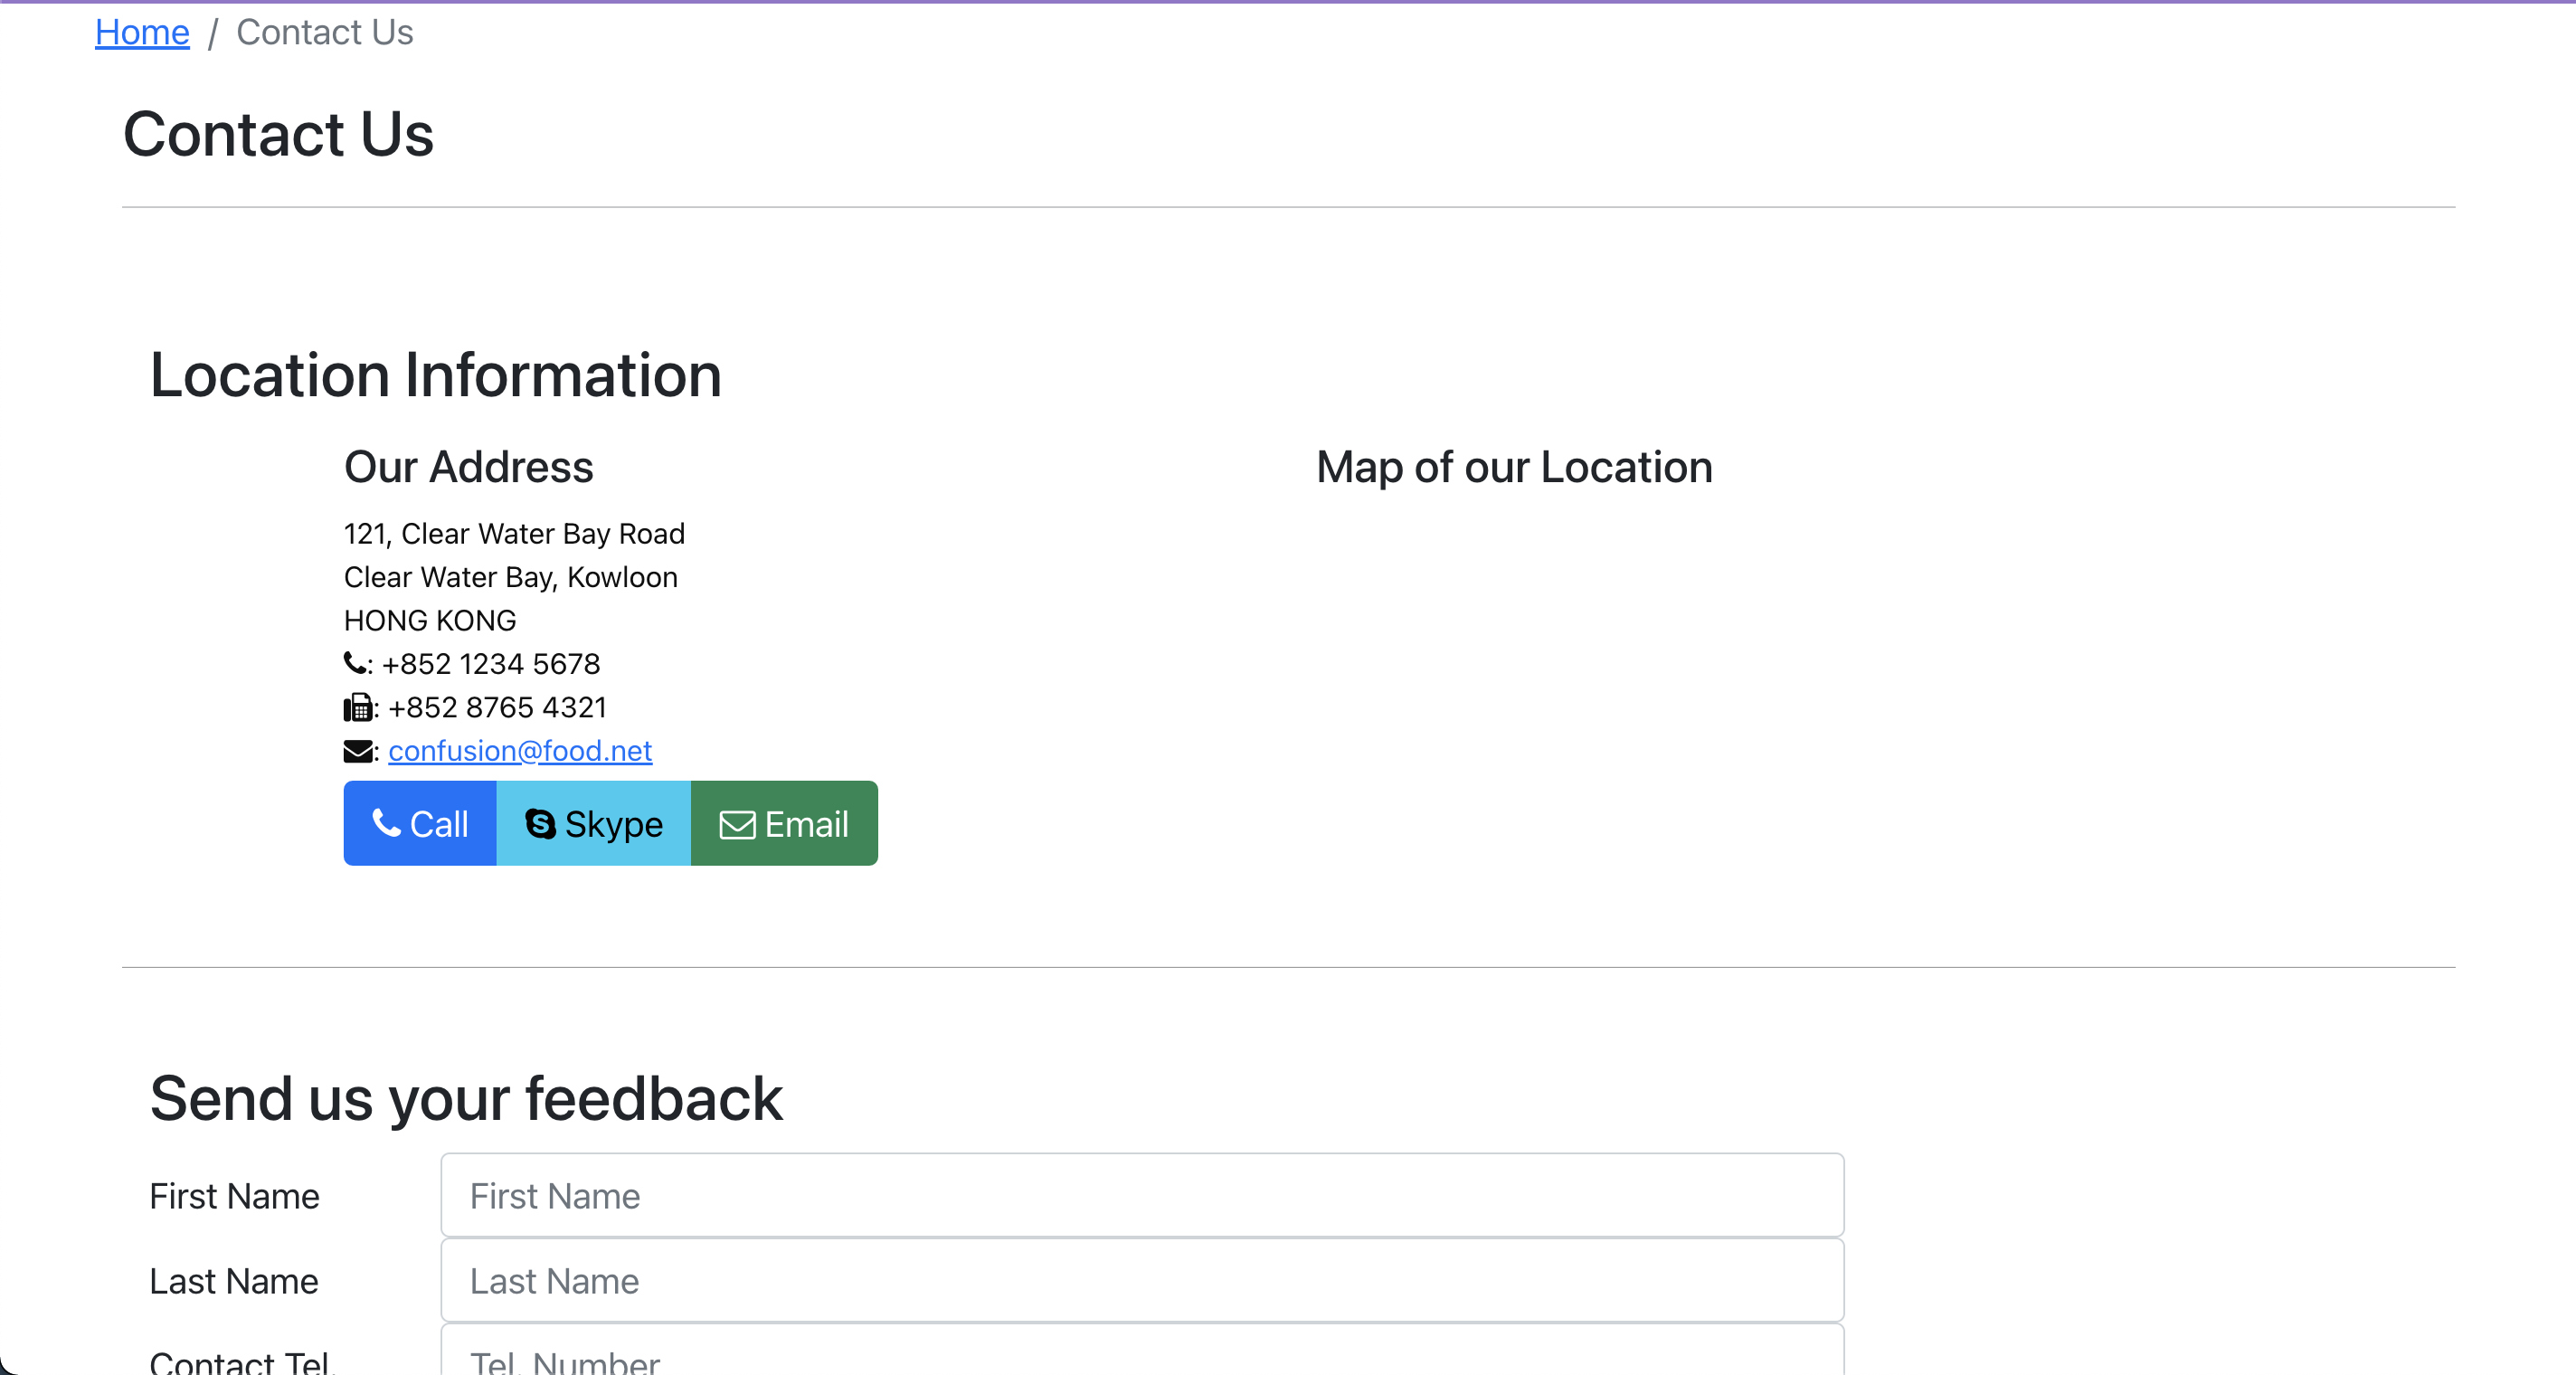 Home / Contact Us
Contact Us
Location Information
Our Address
121, Clear Water Bay Road
Clear Water Bay, Kowloon
HONG KONG
: +852 1234 5678
: +852 8765 4321
: confusion@food.net
Call Skype Email
Map of our Location
Send us your feedback
First Name First Name
Last Name Last Name
Contact Tel. Tel. Number